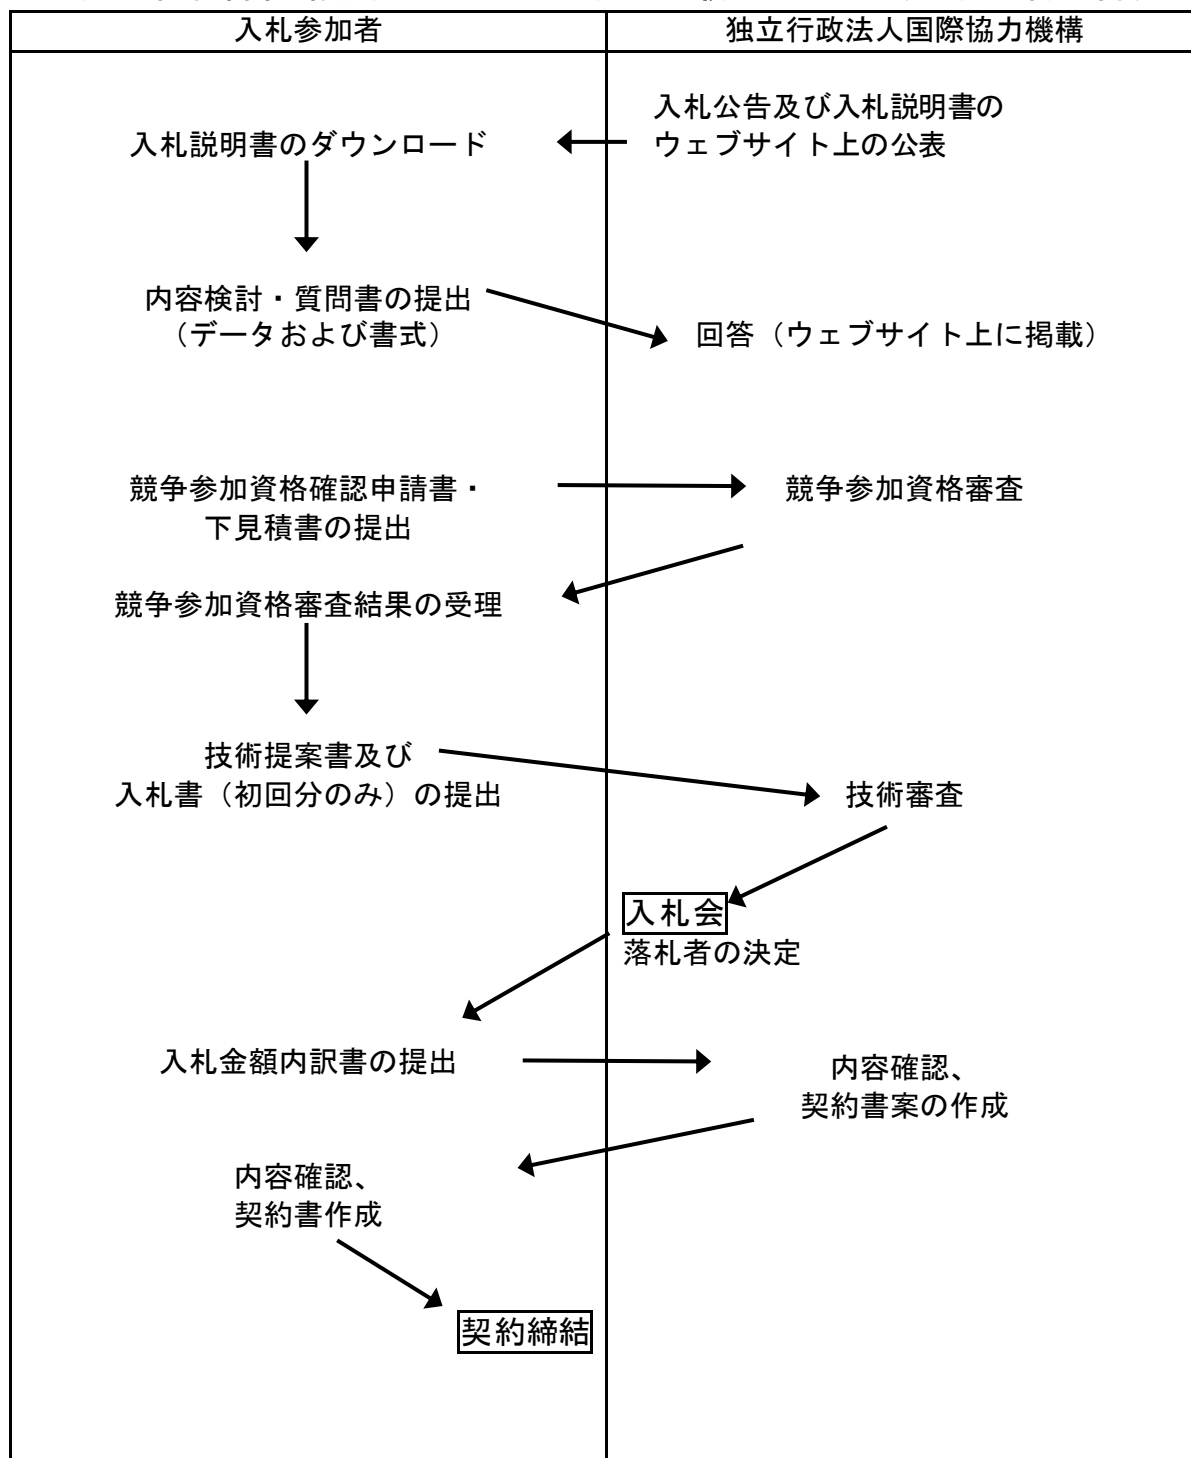 入札参加者
独立行政法人国際協力機構
入札公告及び入札説明書の
ウェブサイト上の公表
入札説明書のダウンロード
内容検討・質問書の提出
（データおよび書式）
回答（ウェブサイト上に掲載）
競争参加資格確認申請書・
下見積書の提出
競争参加資格審査
競争参加資格審査結果の受理
技術提案書及び
入札書（初回分のみ）の提出
技術審査
入札会
落札者の決定
入札金額内訳書の提出
内容確認、
契約書案の作成
内容確認、
契約書作成
契約締結